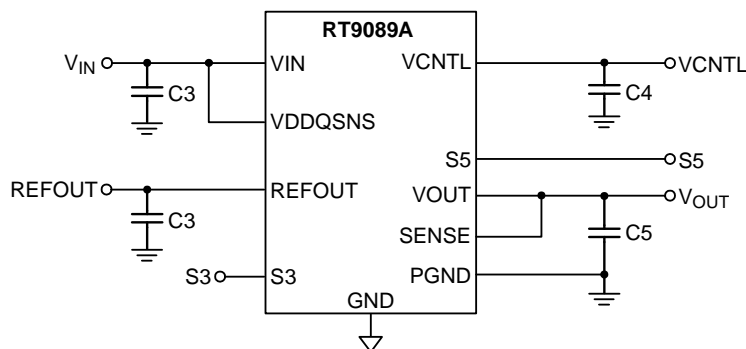 RT9089A
VIN VIN VCNTL VCNTL
C3 C4
VDDQSNS
S5 S5
REFOUT REFOUT VOUT VOUT
C3 SENSE C5
S3 S3 PGND
GND